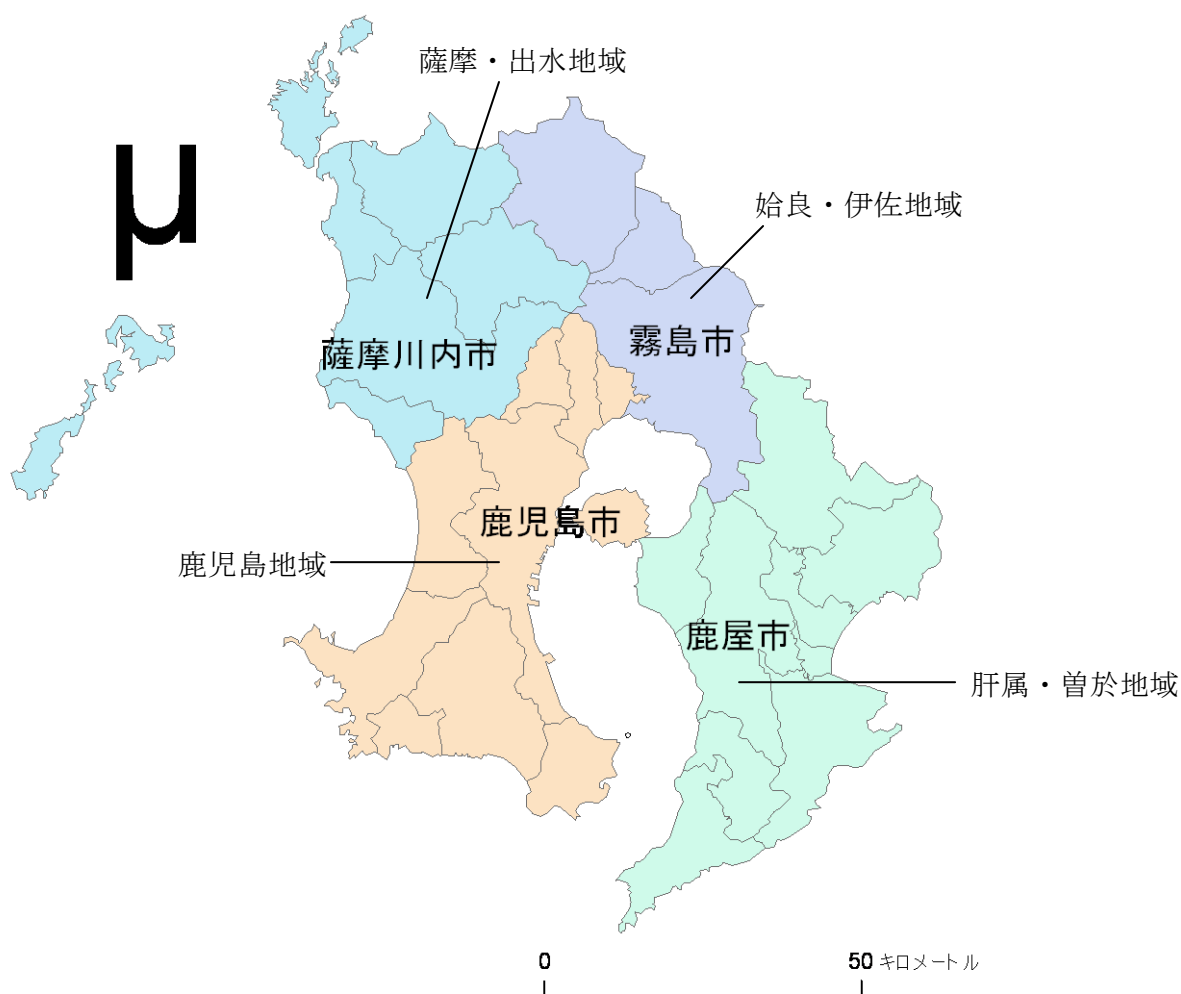 薩摩・出水地域
μ
姶良・伊佐地域
霧島市
薩摩川内市
鹿児島市
鹿児島地域
鹿屋市
肝属・曽於地域
0
50 キロメートル